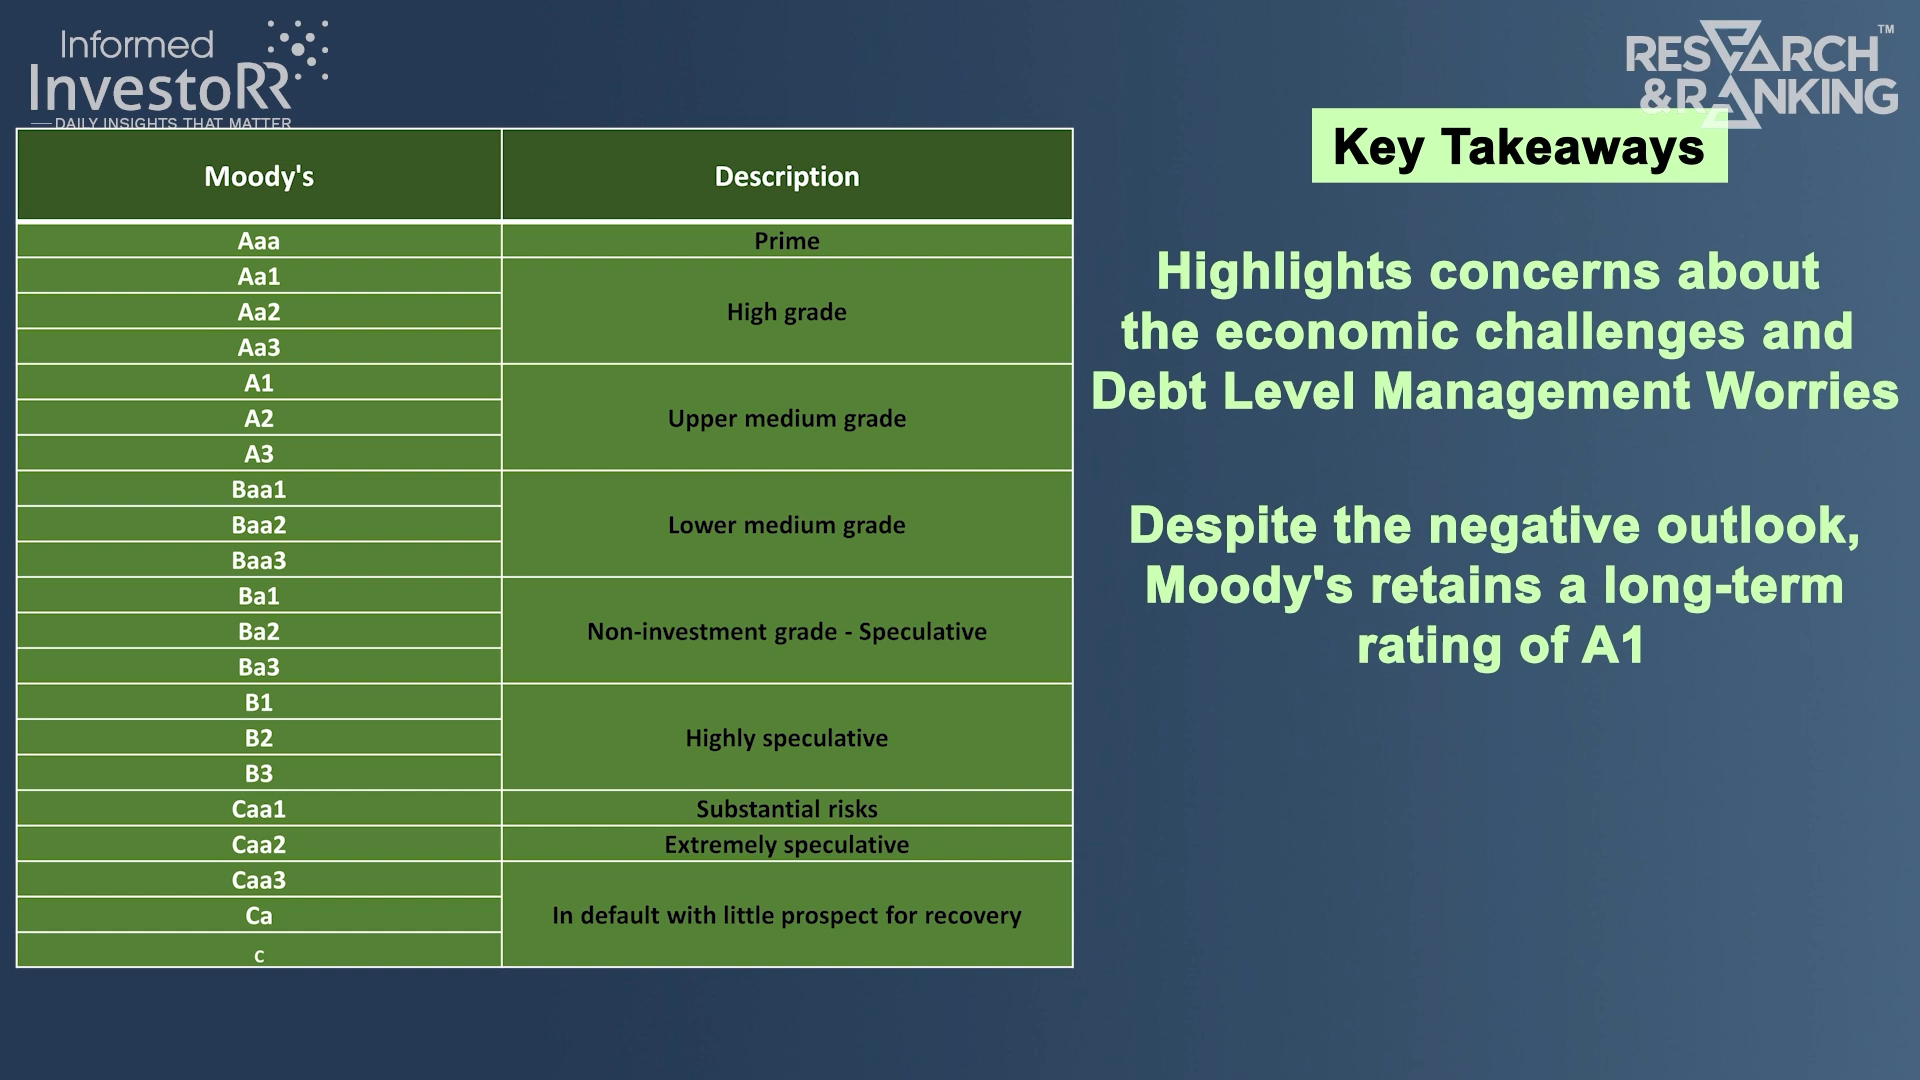 Informed
InvestoRR
DAILY INSIGHTS THAT MATTER
RESEARCH™
&RANKING
Moody's Description
Aaa Prime
Aa1
Aa2 High grade
Aa3
A1
A2 Upper medium grade
A3
Baa1
Baa2 Lower medium grade
Baa3
Ba1
Ba2 Non-investment grade - Speculative
Ba3
B1
B2 Highly speculative
B3
Caa1 Substantial risks
Caa2 Extremely speculative
Caa3
Ca In default with little prospect for recovery
C
Key Takeaways
Highlights concerns about
the economic challenges and
Debt Level Management Worries
Despite the negative outlook,
Moody's retains a long-term
rating of A1